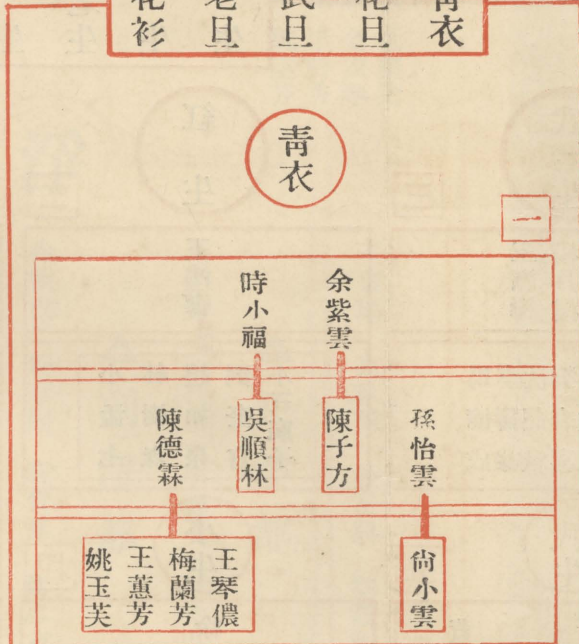 青衣
花旦
武旦
老旦
花衫
青衣
一
余紫雲
時小福
孫怡雲
陳子方
吳順林
陳德霖
尙小雲
王琴儂
梅蘭芳
王蕙芳
姚玉芙